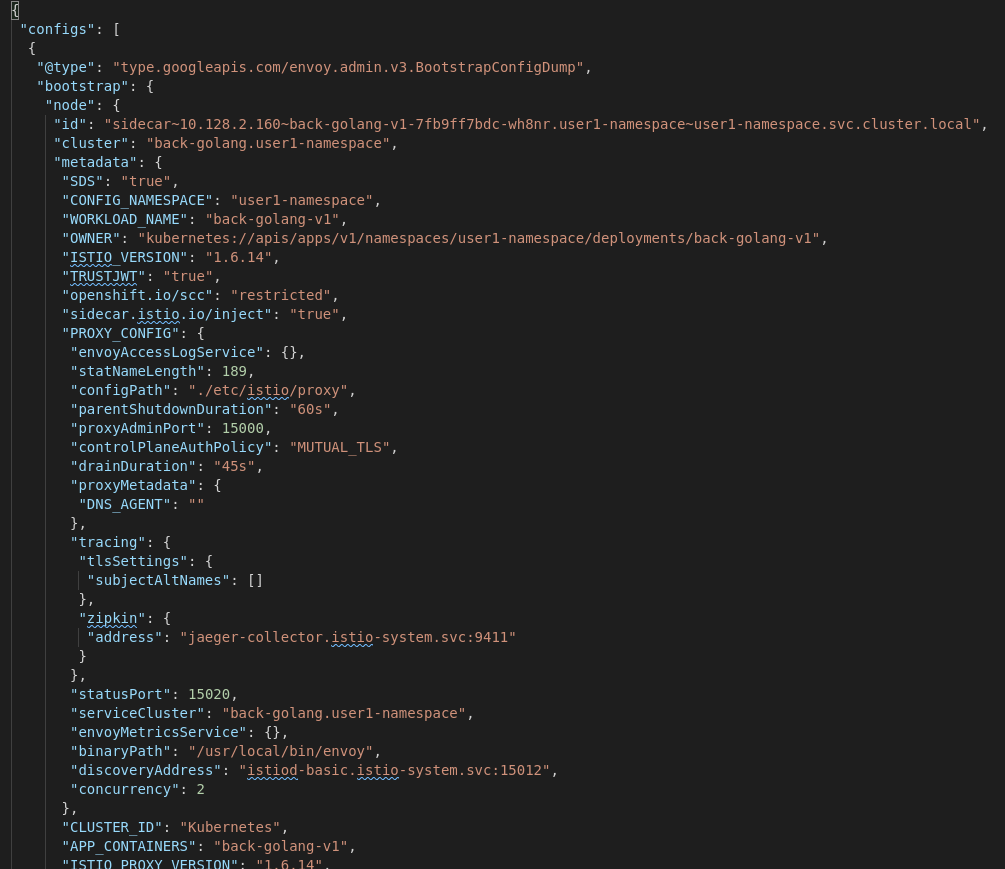 {
"configs": [
{
"@type": "type.googleapis.com/envoy.admin.v3.BootstrapConfigDump",
"bootstrap": {
"node": {
"id": "sidecar~10.128.2.160~back-golang-v1-7fb9ff7bdc-wh8nr.user1-namespace~user1-namespace.svc.cluster.local",
"cluster": "back-golang.user1-namespace",
"metadata": {
"SDS": "true",
"CONFIG_NAMESPACE": "user1-namespace",
"WORKLOAD_NAME": "back-golang-v1",
"OWNER": "kubernetes://apis/apps/v1/namespaces/user1-namespace/deployments/back-golang-v1",
"ISTIO_VERSION": "1.6.14",
"TRUSTJWT": "true",
"openshift.io/scc": "restricted",
"sidecar.istio.io/inject": "true",
"PROXY_CONFIG": {
"envoyAccessLogService": {},
"statNameLength": 189,
"configPath": "./etc/istio/proxy",
"parentShutdownDuration": "60s",
"proxyAdminPort": 15000,
"controlPlaneAuthPolicy": "MUTUAL_TLS",
"drainDuration": "45s",
"proxyMetadata": {
"DNS_AGENT": ""
},
"tracing": {
"tlsSettings": {
"subjectAltNames": []
},
"zipkin": {
"address": "jaeger-collector.istio-system.svc:9411"
}
},
"statusPort": 15020,
"serviceCluster": "back-golang.user1-namespace",
"envoyMetricsService": {},
"binaryPath": "/usr/local/bin/envoy",
"discoveryAddress": "istiod-basic.istio-system.svc:15012",
"concurrency": 2
},
"CLUSTER_ID": "Kubernetes",
"APP_CONTAINERS": "back-golang-v1",
"ISTIO_PROXY_VERSION": "1.6.14",